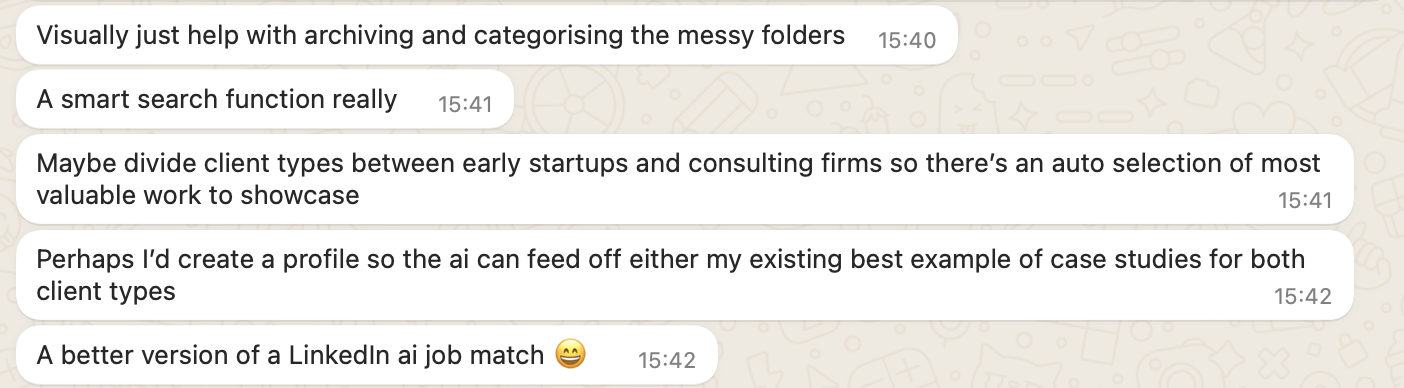 Visually just help with archiving and categorising the messy folders 15:40
A smart search function really 15:41
Maybe divide client types between early startups and consulting firms so there’s an auto selection of most
valuable work to showcase 15:41
Perhaps I’d create a profile so the ai can feed off either my existing best example of case studies for both
client types 15:42
A better version of a LinkedIn ai job match 😄 15:42